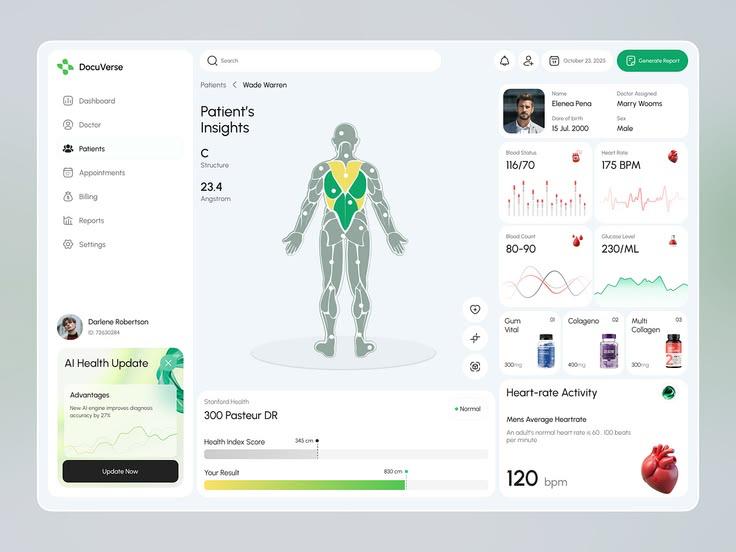 DocuVerse
Dashboard
Doctor
Patients
Appointments
Billing
Reports
Settings
Darlene Robertson
ID: 72630284
AI Health Update
Advantages
New AI engine improves diagnosis
accuracy by 27%
Update Now
Search
Patients
Wade Warren
Patient's
Insights
C
Structure
23.4
Angstrom
Stanford Health
300 Pasteur DR
Normal
Health Index Score
345 cm
Your Result
830 cm
October 23, 2025
Generate Report
Name
Elenea Pena
Doctor Assigned
Marry Wooms
Date of birth
15 Jul. 2000
Sex
Male
Blood Status
116/70
Heart Rate
175 BPM
Blood Count
80-90
Glucose Level
230/ML
Gum
Vital
01
300mg
Colageno
02
400mg
Multi
Collagen
03
300mg
Heart-rate Activity
Mens Average Heartrate
An adult's normal heart rate is 60 . 100 beats
per minute
120 bpm